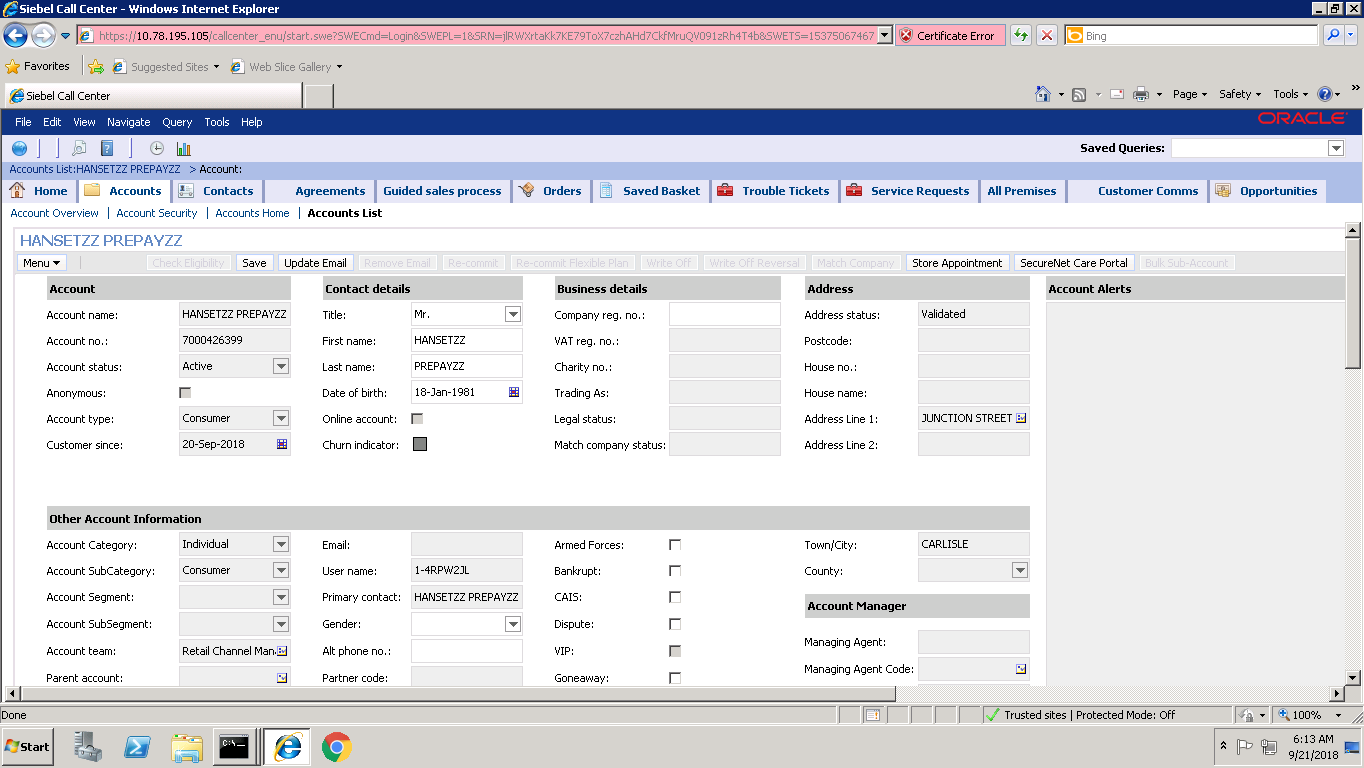 Siebel Call Center - Windows Internet Explorer
https://10.78.195.105/callcenter_enu/start.swe?SWECmd=Login&SWEPL=1&SRN=jlRWXrtaKk7KE79ToX7czhAHd7CkfMruQV091zRh4T4b&SWETS=15375067467 Certificate Error Bing
Favorites Suggested Sites Web Slice Gallery
Siebel Call Center Page Safety Tools
File Edit View Navigate Query Tools Help ORACLE
Saved Queries:
Accounts List:HANSETZZ PREPAYZZ > Account:
Home Accounts Contacts Agreements Guided sales process Orders Saved Basket Trouble Tickets Service Requests All Premises Customer Comms Opportunities
Account Overview | Account Security | Accounts Home | Accounts List
HANSETZZ PREPAYZZ
Menu Check Eligibility Save Update Email Remove Email Re-commit Re-commit Flexible Plan Write Off Write Off Reversal Match Company Store Appointment SecureNet Care Portal Bulk Sub-Account
Account Contact details Business details Address Account Alerts
Account name: HANSETZZ PREPAYZZ Title: Mr. Company reg. no.: Address status: Validated
Account no.: 7000426399 First name: HANSETZZ VAT reg. no.: Postcode:
Account status: Active Last name: PREPAYZZ Charity no.: House no.:
Anonymous: Date of birth: 18-Jan-1981 Trading As: House name:
Account type: Consumer Online account: Legal status: Address Line 1: JUNCTION STREET
Customer since: 20-Sep-2018 Churn indicator: Match company status: Address Line 2:
Other Account Information
Account Category: Individual Email: Armed Forces: Town/City: CARLISLE
Account SubCategory: Consumer User name: 1-4RPW2JL Bankrupt: County:
Account Segment: Primary contact: HANSETZZ PREPAYZZ CAIS: Account Manager
Account SubSegment: Gender: Dispute:
Account team: Retail Channel Man. Alt phone no.: VIP: Managing Agent:
Parent account: Partner code: Goneaway: Managing Agent Code:
Done Trusted sites | Protected Mode: Off 100%
Start C:\_ 6:13 AM
9/21/2018